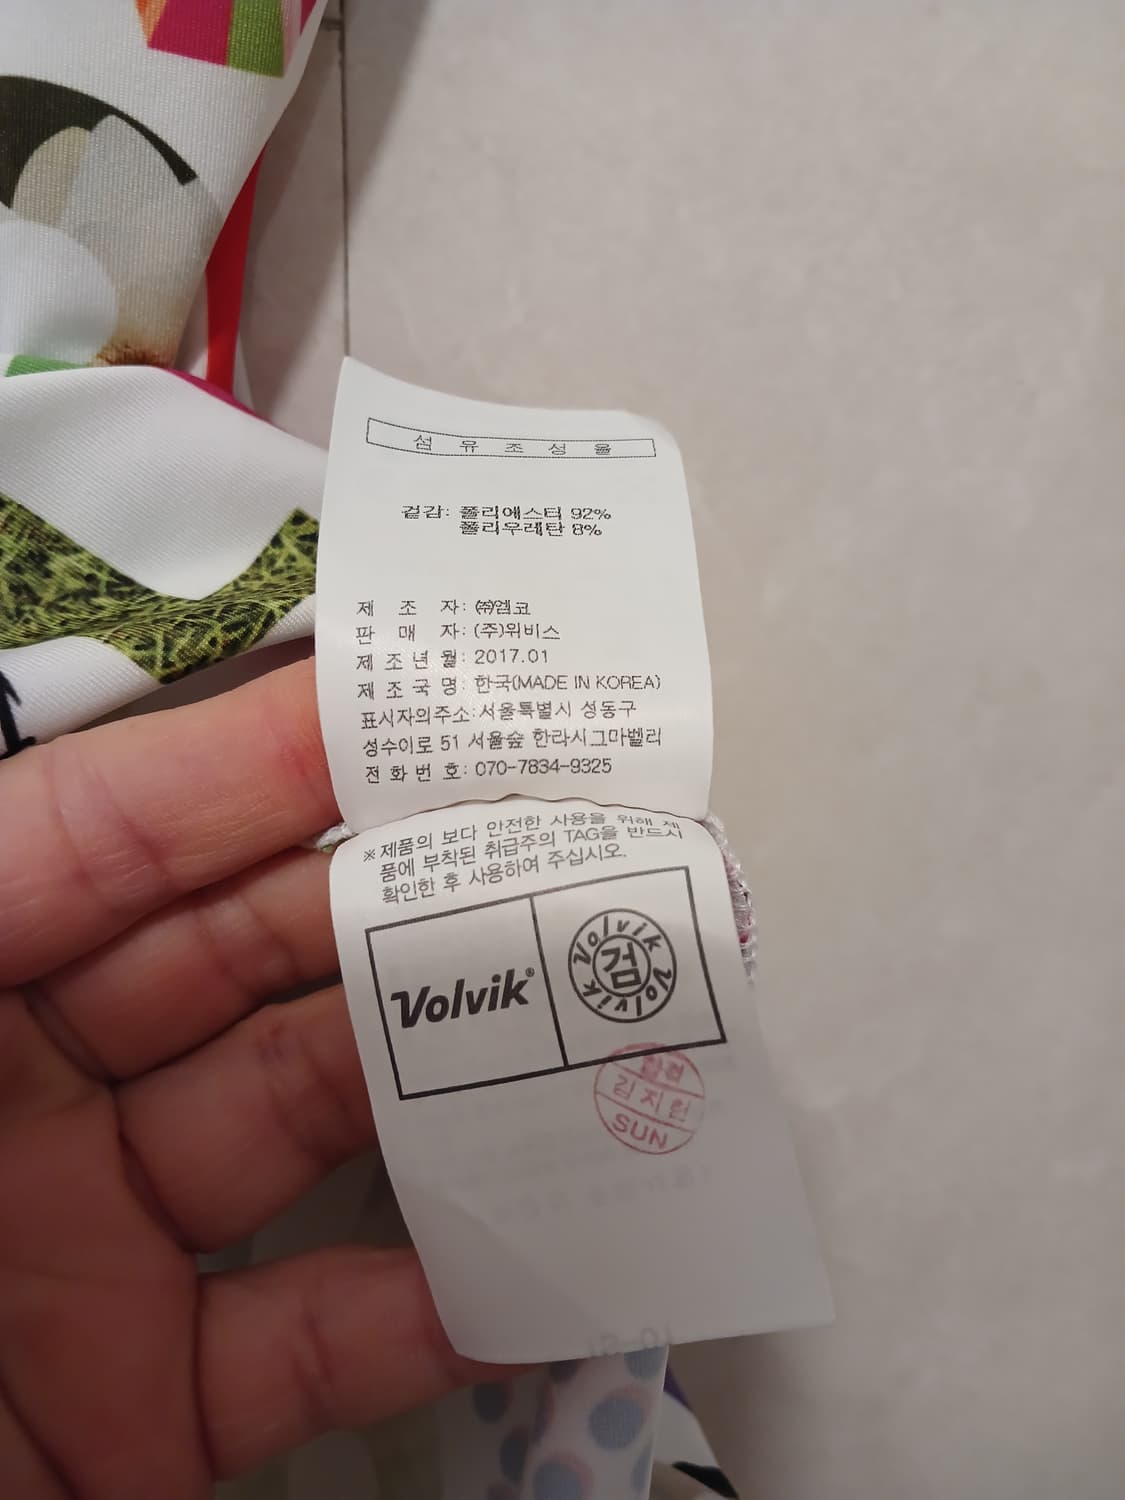 섬 유 조 성 율
겉감: 폴리에스터 92%
폴리우레탄 8%
제 조 자: ㈜엠코
판 매 자: (주)위비스
제 조 년 월: 2017.01
제 조 국 명: 한국(MADE IN KOREA)
표시자의주소:서울특별시 성동구
성수이로 51 서울숲 한라시그마벨리
전 화 번 호: 070-7834-9325
※ 제품의 보다 안전한 사용을 위해 제
품에 부착된 취급주의 TAG을 반드시
확인한 후 사용하여 주십시오.
Volvik®
Volvik Volvik Volvik
검
김지현
SUN